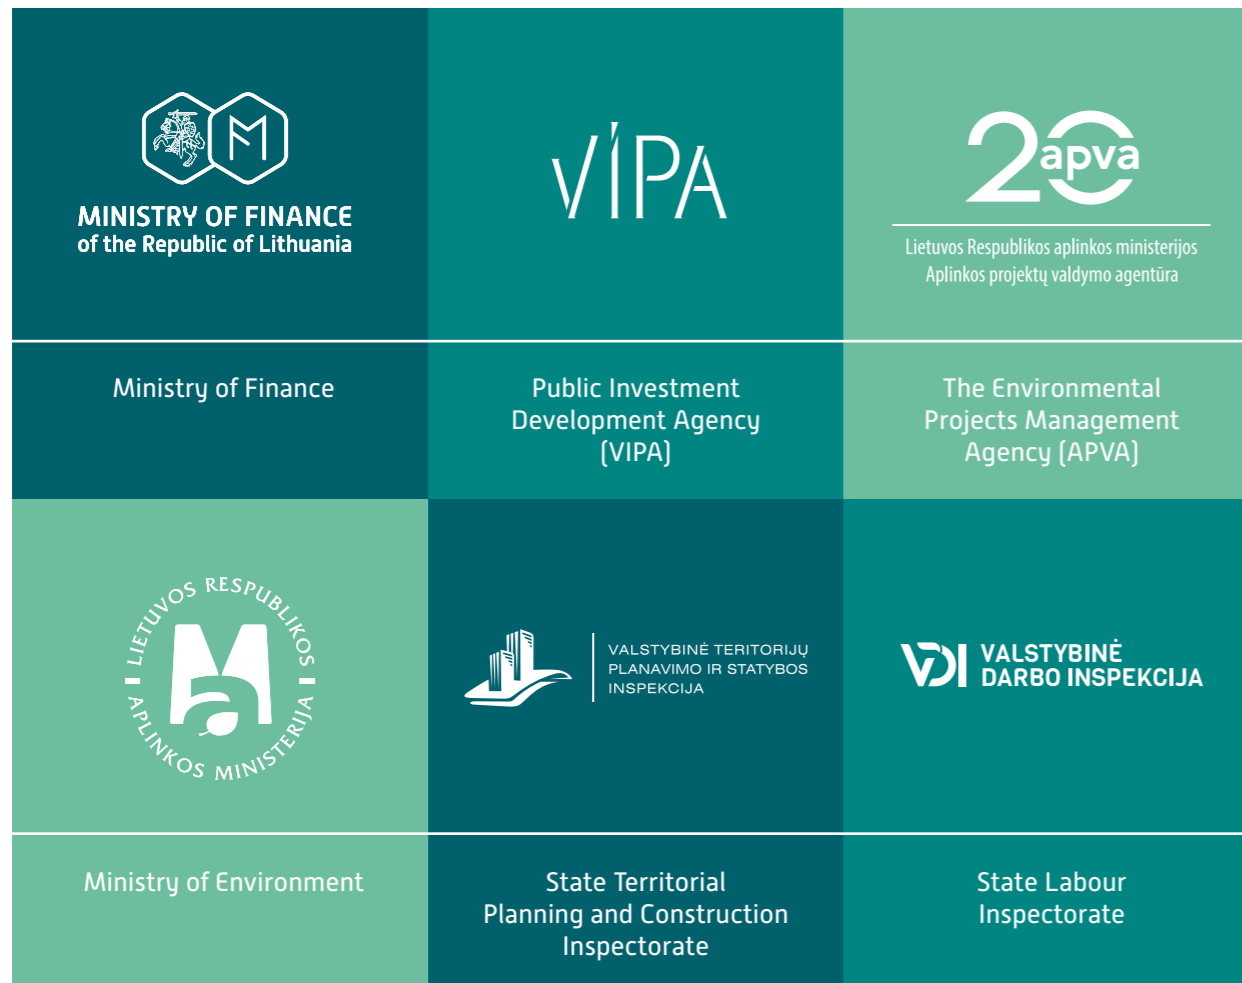 MINISTRY OF FINANCE
of the Republic of Lithuania
VIPA
20
apva
Lietuvos Respublikos aplinkos ministerijos
Aplinkos projektų valdymo agentūra
Ministry of Finance
Public Investment
Development Agency
(VIPA)
The Environmental
Projects Management
Agency (APVA)
LIETUVOS RESPUBLIKOS
APLINKOS MINISTERIJA
Ma
VALSTYBINĖ TERITORIJŲ
PLANAVIMO IR STATYBOS
INSPEKCIJA
VDI
VALSTYBINĖ
DARBO INSPEKCIJA
Ministry of Environment
State Territorial
Planning and Construction
Inspectorate
State Labour
Inspectorate